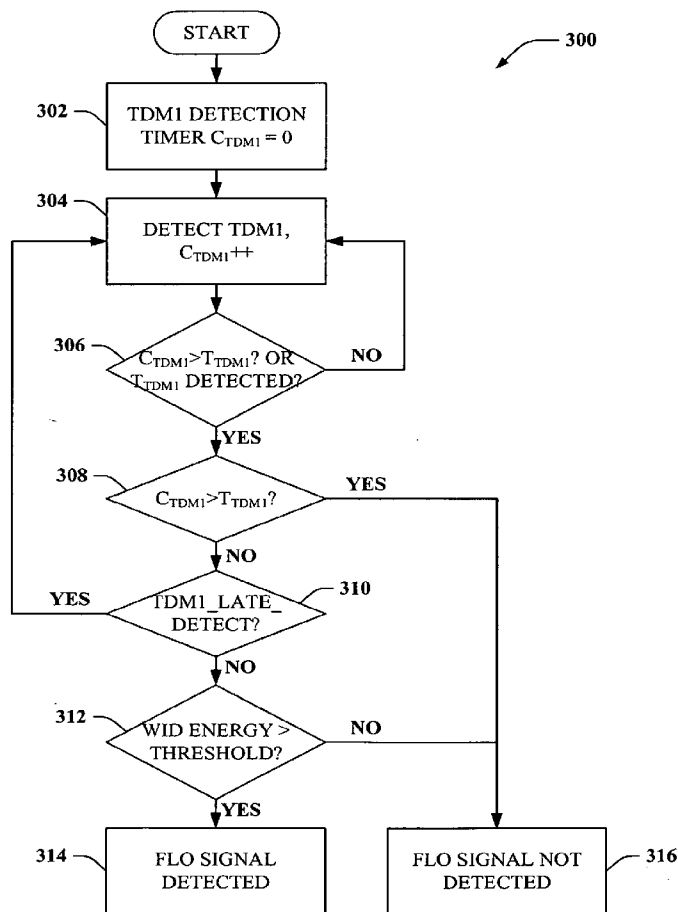 START
300
302
TDM1 DETECTION
TIMER C_TDM1 = 0
304
DETECT TDM1,
C_TDM1++
306
C_TDM1>T_TDM1? OR
T_TDM1 DETECTED?
NO
YES
308
C_TDM1>T_TDM1?
YES
NO
310
YES
TDM1_LATE_
DETECT?
NO
312
WID ENERGY >
THRESHOLD?
NO
YES
314
FLO SIGNAL
DETECTED
FLO SIGNAL NOT
DETECTED
316